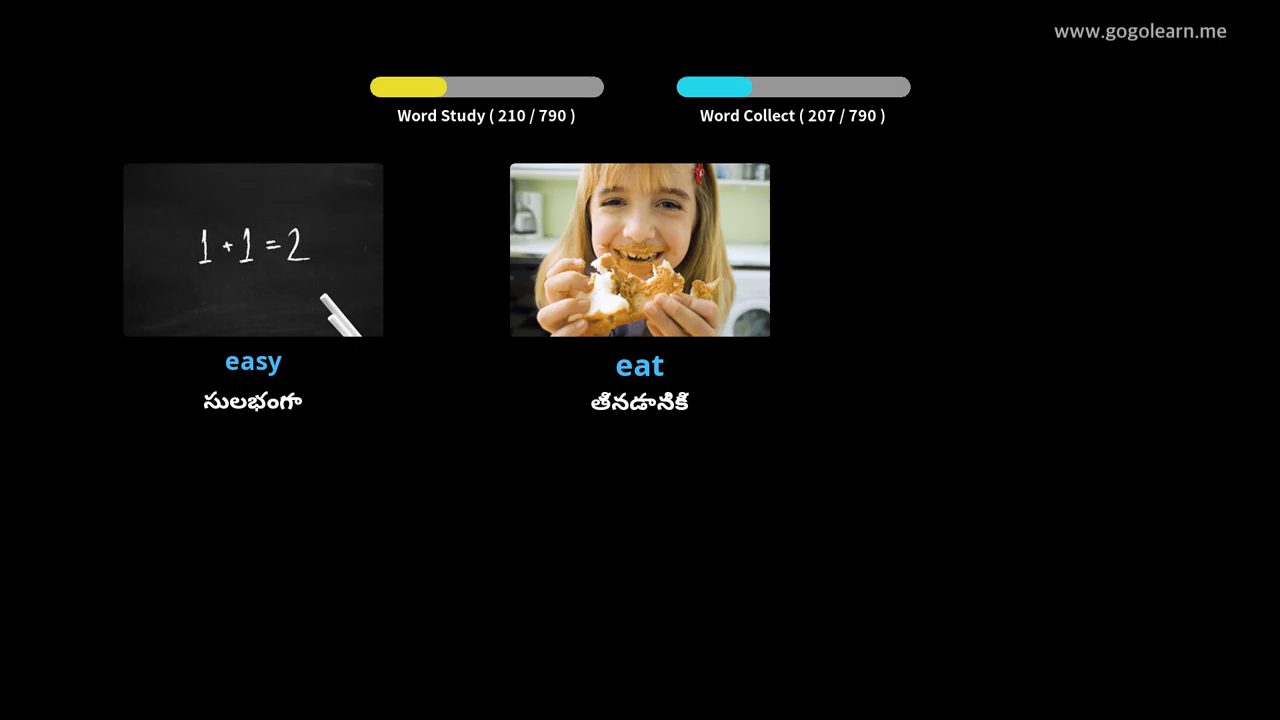 www.gogolearn.me
Word Study ( 210 / 790 )
Word Collect ( 207 / 790 )
1 + 1 = 2
easy
eat
సులభంగా
తినడానికి